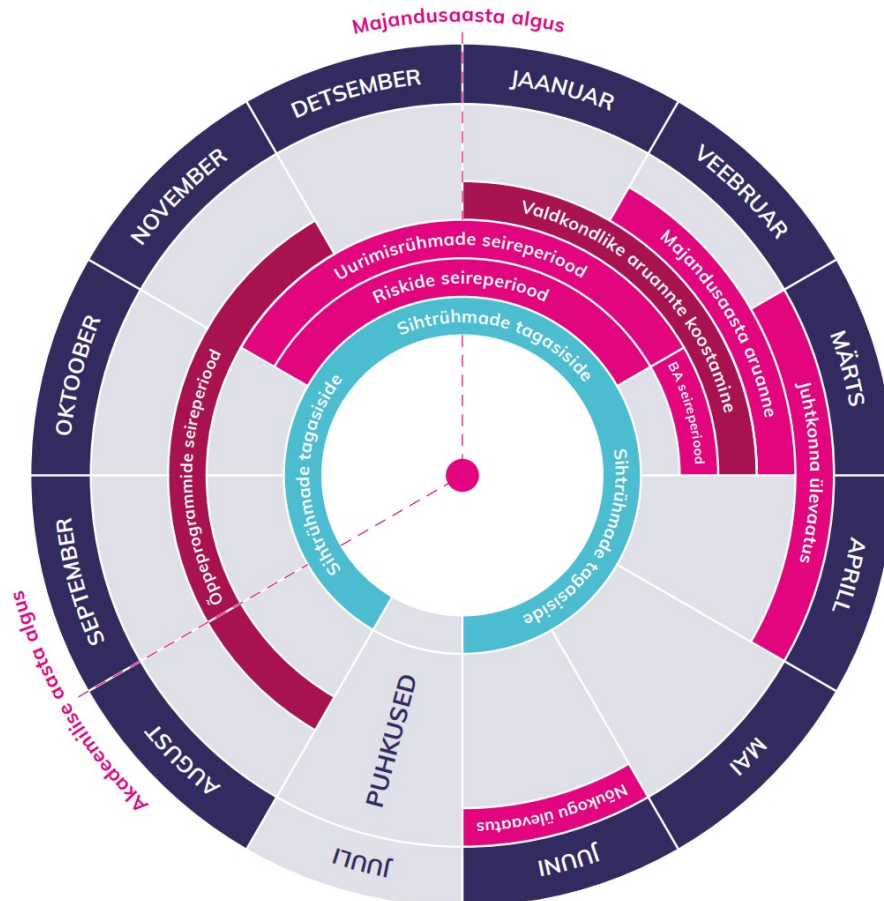 Majandusaasta algus
JAANUAR
VEEBRUAR
MÄRTS
APRILL
MAI
JUUNI
JUULI
AUGUST
SEPTEMBER
OKTOOBER
NOVEMBER
DETSEMBER
Akadeemilise aasta algus
Valdkondlike aruannte koostamine
Majandusaasta aruanne
Juhtkonna ülevaatus
BA seireperiood
Uurimisrühmade seireperiood
Riskide seireperiood
Sihtrühmade tagasiside
Sihtrühmade tagasiside
Sihtrühmade tagasiside
Õppeprogrammide seireperiood
Nõukogu ülevaatus
PUHKUSED